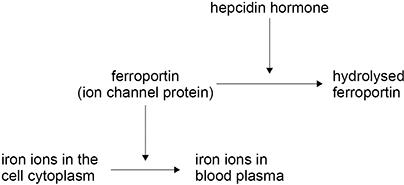 hepcidin hormone
ferroportin
(ion channel protein)
hydrolysed
ferroportin
iron ions in the
cell cytoplasm
iron ions in
blood plasma